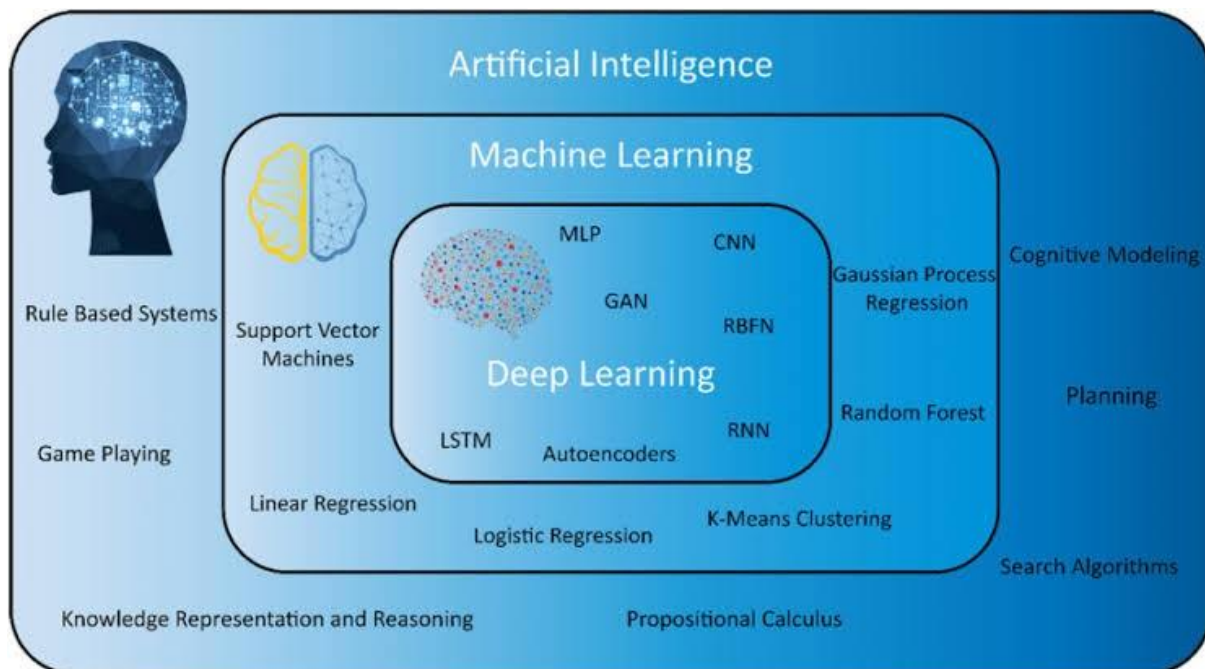 Artificial Intelligence
Machine Learning
MLP
CNN
Cognitive Modeling
Gaussian Process
Regression
GAN
Rule Based Systems
RBFN
Support Vector
Machines
Deep Learning
Planning
Random Forest
RNN
LSTM
Game Playing
Autoencoders
Linear Regression
K-Means Clustering
Logistic Regression
Search Algorithms
Knowledge Representation and Reasoning
Propositional Calculus